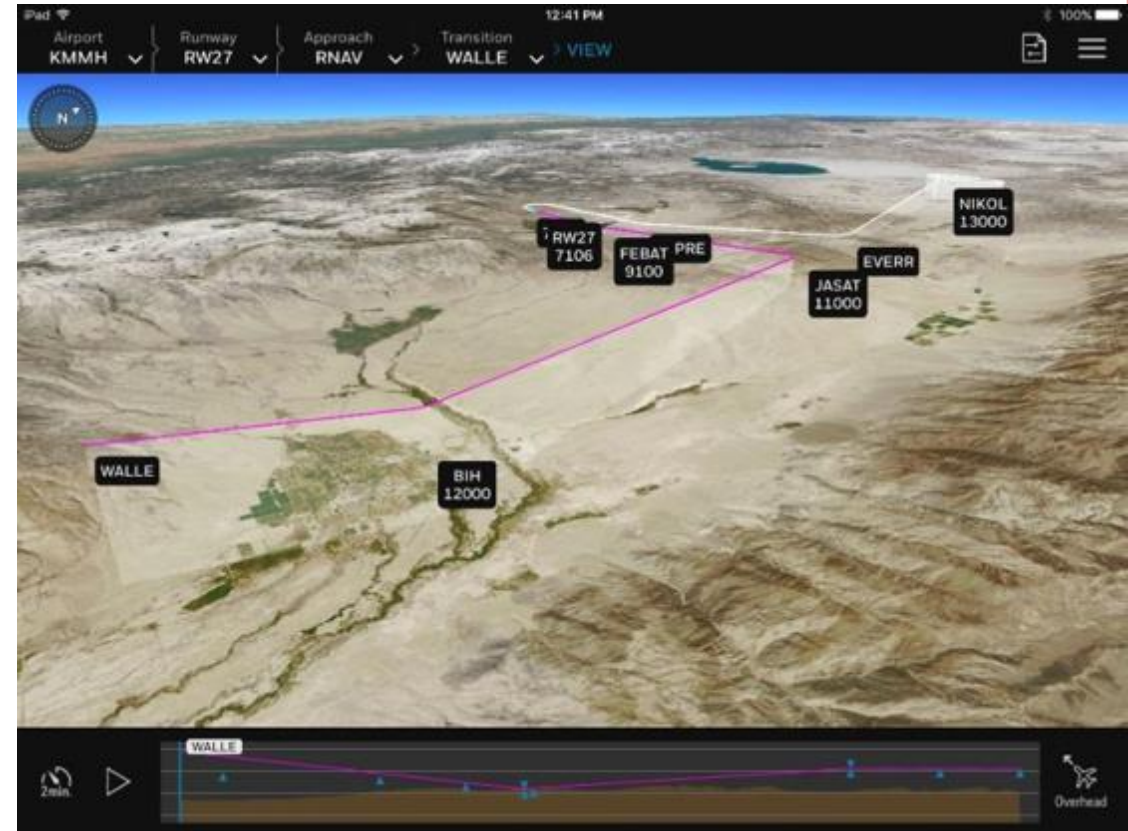 iPad
12:41 PM
100%
Airport
KMMH
Runway
RW27
Approach
RNAV
Transition
WALLE
VIEW
N
NIKOL
13000
RW27
7106
FEBAT
9100
PRE
EVERR
JASAT
11000
WALLE
BIH
12000
WALLE
2min
Overhead